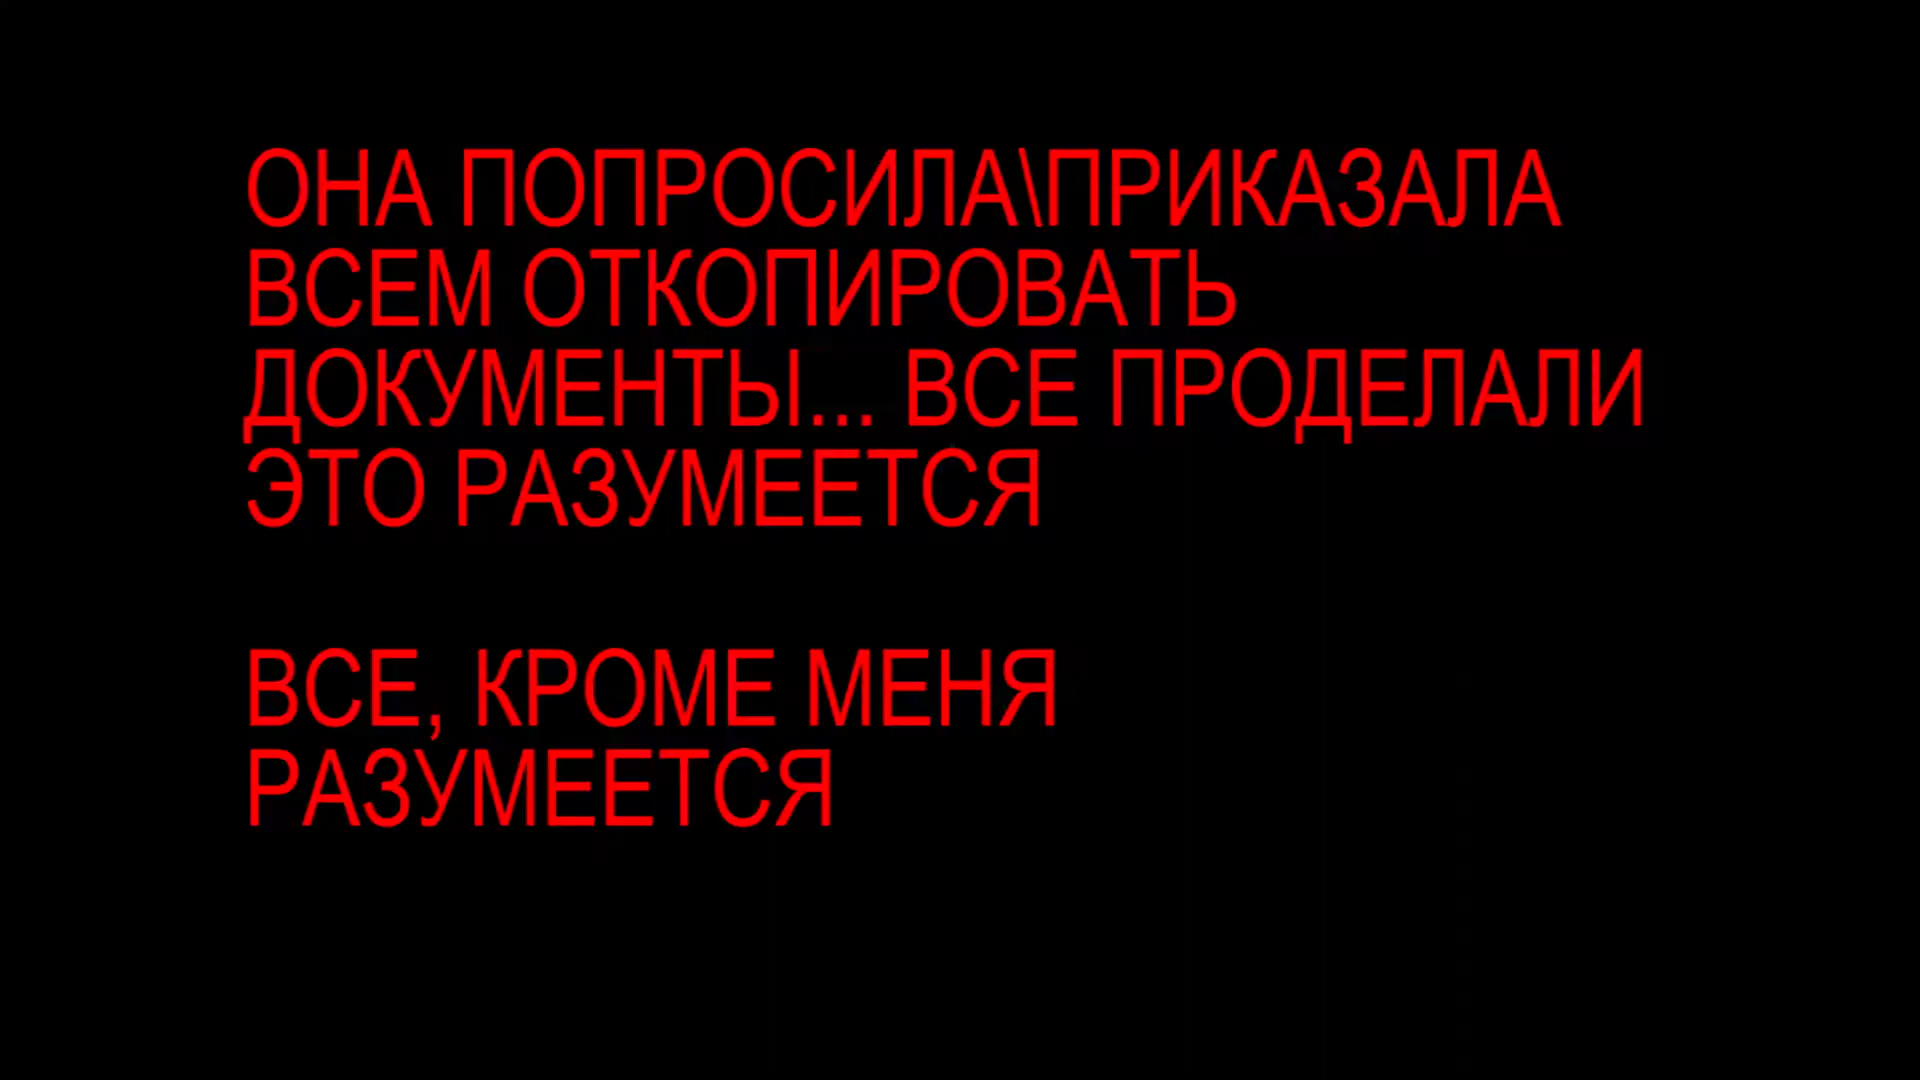 ОНА ПОПРОСИЛА\ПРИКАЗАЛА
ВСЕМ ОТКОПИРОВАТЬ
ДОКУМЕНТЫ... ВСЕ ПРОДЕЛАЛИ
ЭТО РАЗУМЕЕТСЯ
ВСЕ, КРОМЕ МЕНЯ
РАЗУМЕЕТСЯ